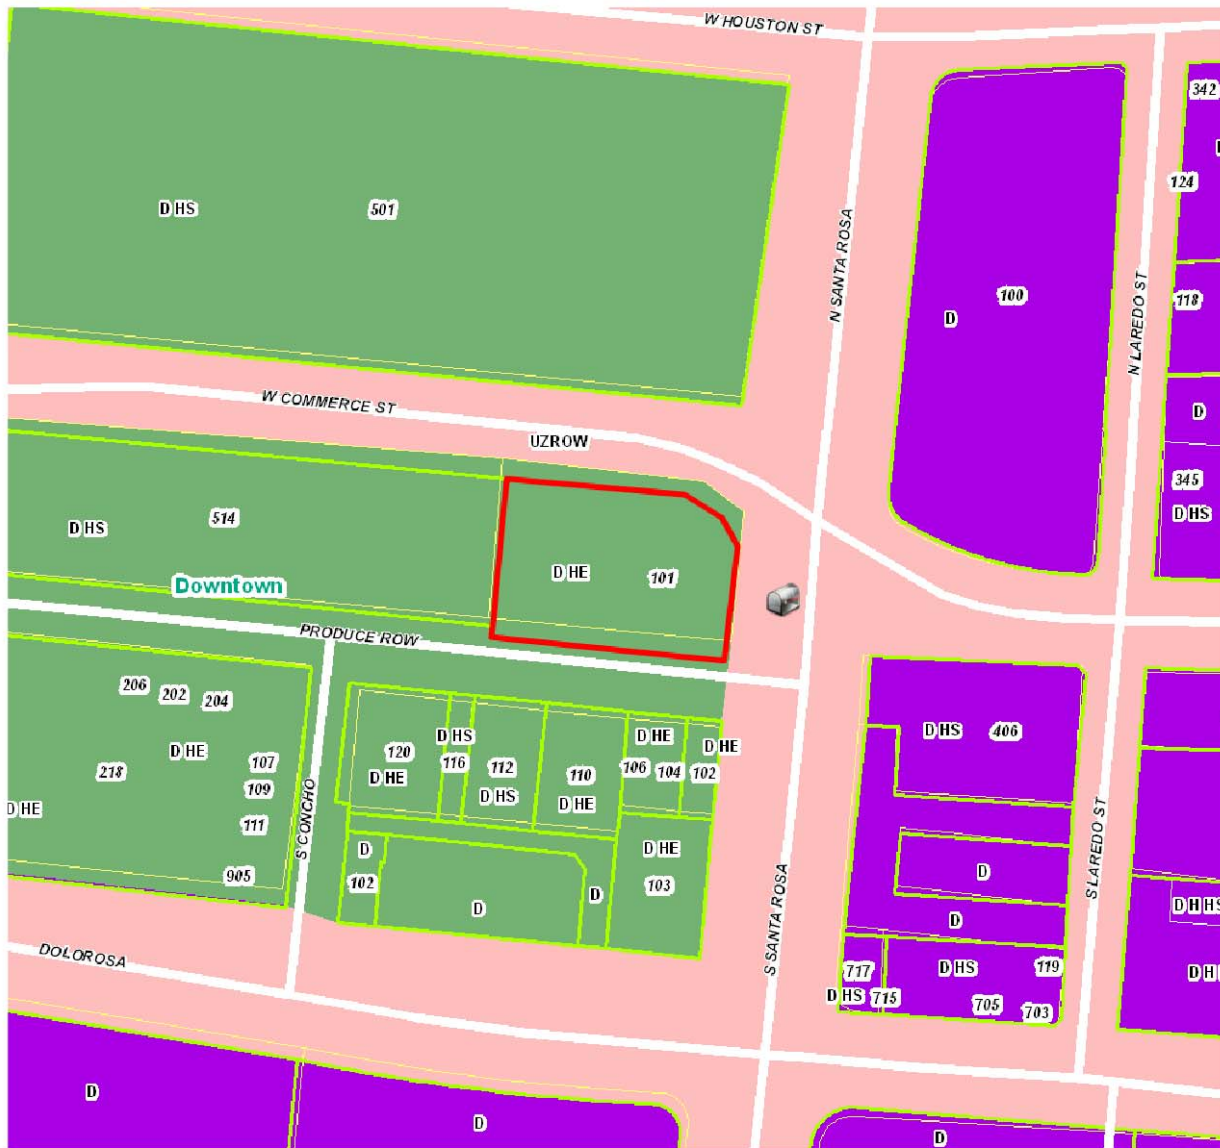 W HOUSTON ST
342
D HS
501
124
N SANTA ROSA
100
D
118
N LAREDO ST
W COMMERCE ST
D
UZROW
345
D HS
514
D HS
D HE
101
Downtown
PRODUCE ROW
206
202
204
D HE
218
107
109
111
D HE
905
S CONCHO
120
D HE
D HS
116
112
D HS
110
D HE
D HE
106
104
D HE
102
D
102
D
D
D HE
103
D HS
406
S LAREDO ST
D
D
D H HS
S SANTA ROSA
DOLOROSA
717
D HS
715
D HS
119
705
703
D
D
D